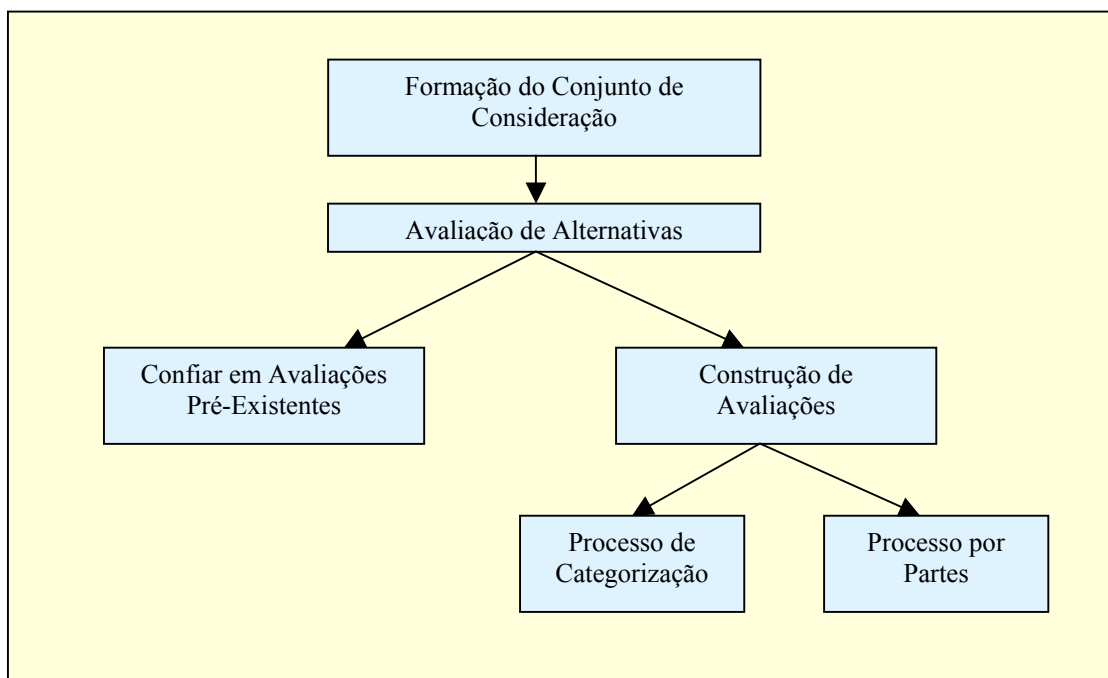 Formação do Conjunto de
Consideração
Avaliação de Alternativas
Confiar em Avaliações
Pré-Existentes
Construção de
Avaliações
Processo de
Categorização
Processo por
Partes